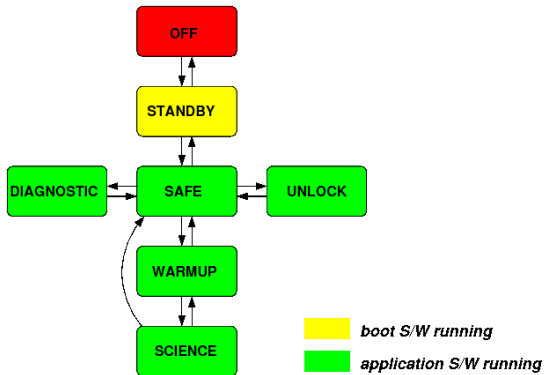 OFF
STANDBY
DIAGNOSTIC SAFE UNLOCK
WARMUP
SCIENCE
boot S/W running
application S/W running